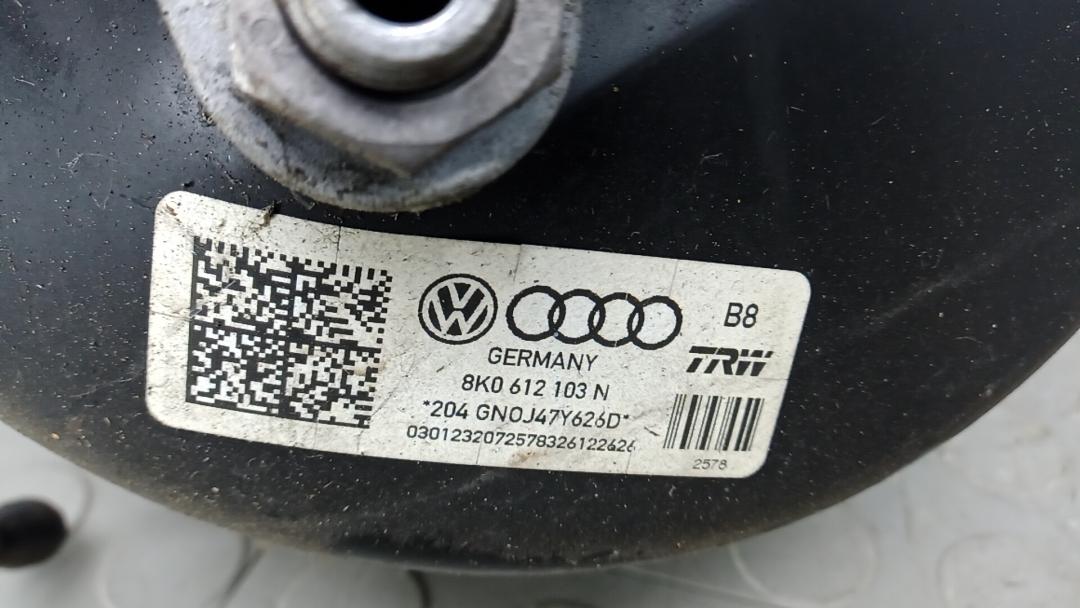 B8
GERMANY
TRW
8K0 612 103 N
*204 GN0J47Y626D*
0301232072578326122626
2578